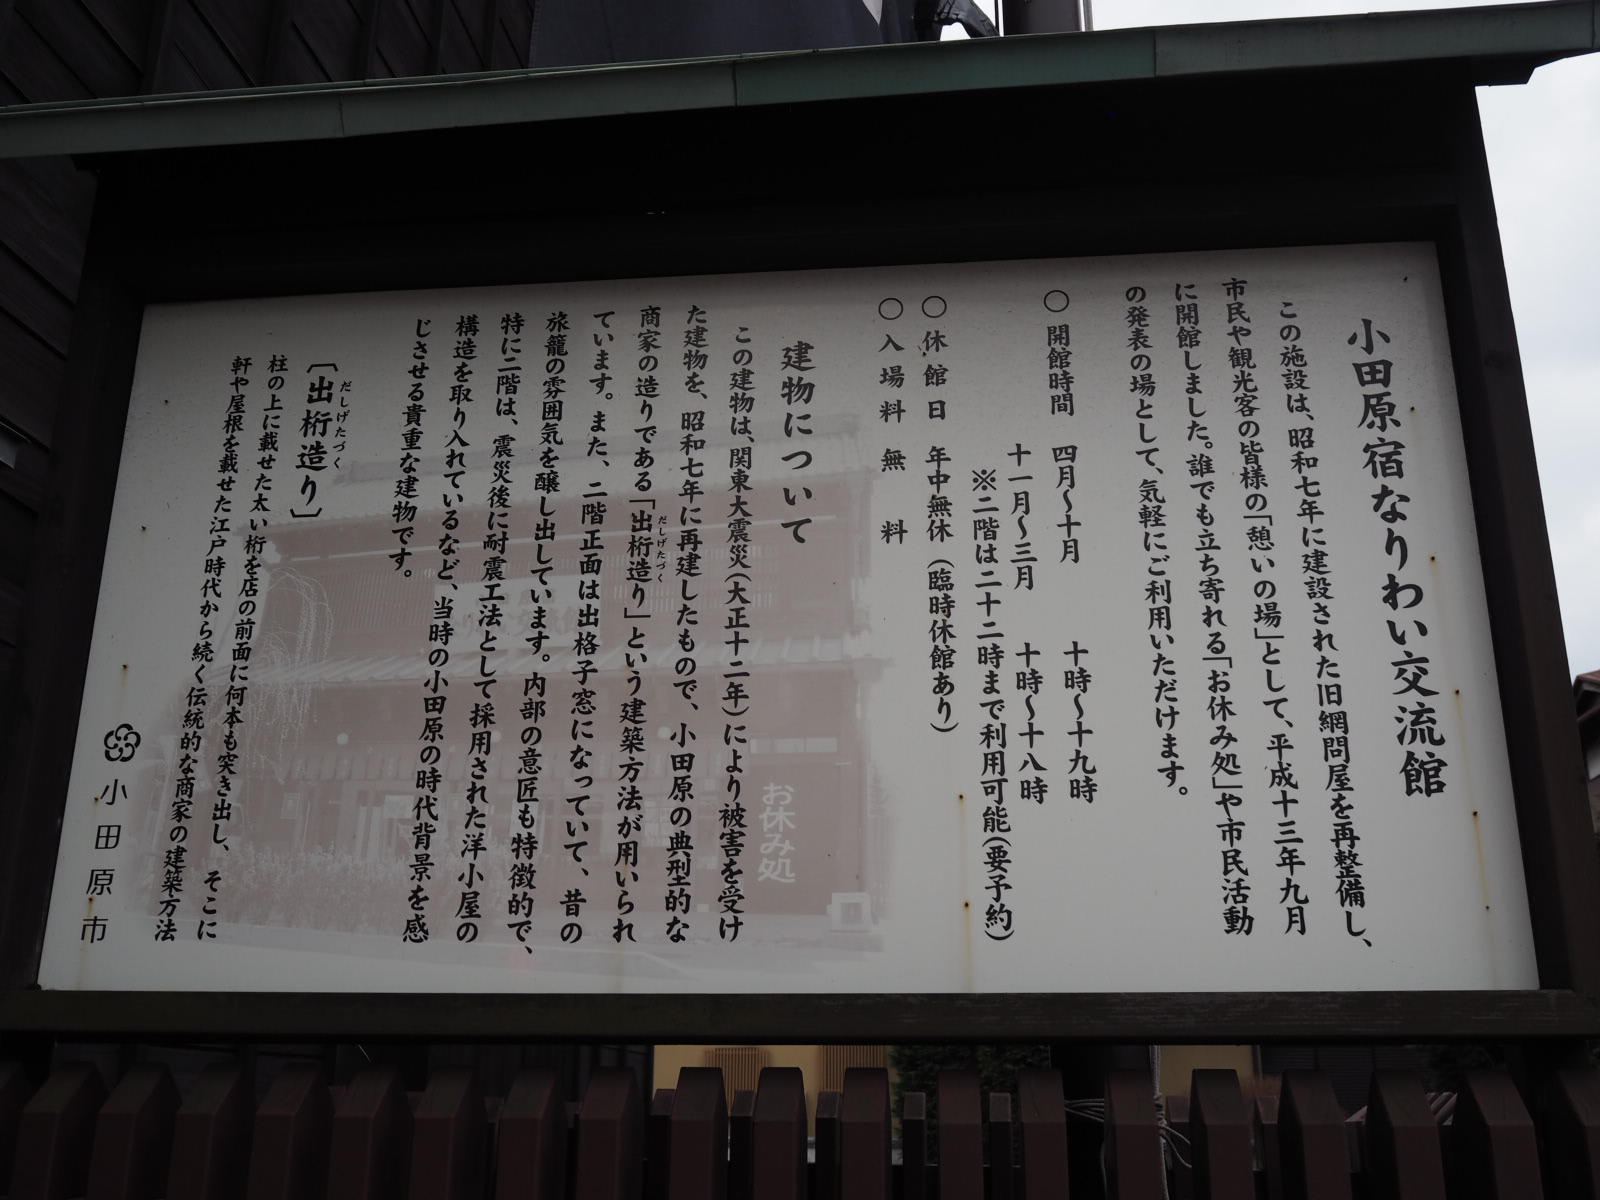 小田原宿なりわい交流館
この施設は、昭和七年に建設された旧網問屋を再整備し、
市民や観光客の皆様の「憩いの場」として、平成十三年九月
に開館しました。誰でも立ち寄れる「お休み処」や市民活動
の発表の場として、気軽にご利用いただけます。
〇 開館時間 四月〜十月 十時〜十九時
十一月〜三月 十時〜十八時
※二階は二十二時まで利用可能(要予約)
〇 休館日 年中無休 (臨時休館あり)
〇 入場料 無料
建物について
この建物は、関東大震災(大正十二年)により被害を受け
た建物を、昭和七年に再建したもので、小田原の典型的な
商家の造りである「出桁造り」という建築方法が用いられ
だしげたづく
ています。また、二階正面は出格子窓になっていて、昔の
旅籠の雰囲気を醸し出しています。内部の意匠も特徴的で、
特に二階は、震災後に耐震工法として採用された洋小屋の
構造を取り入れているなど、当時の小田原の時代背景を感
じさせる貴重な建物です。
〔出桁造り〕
だしげたづく
柱の上に載せた太い桁を店の前面に何本も突き出し、そこに
軒や屋根を載せた江戸時代から続く伝統的な商家の建築方法
小田原市
お休み処